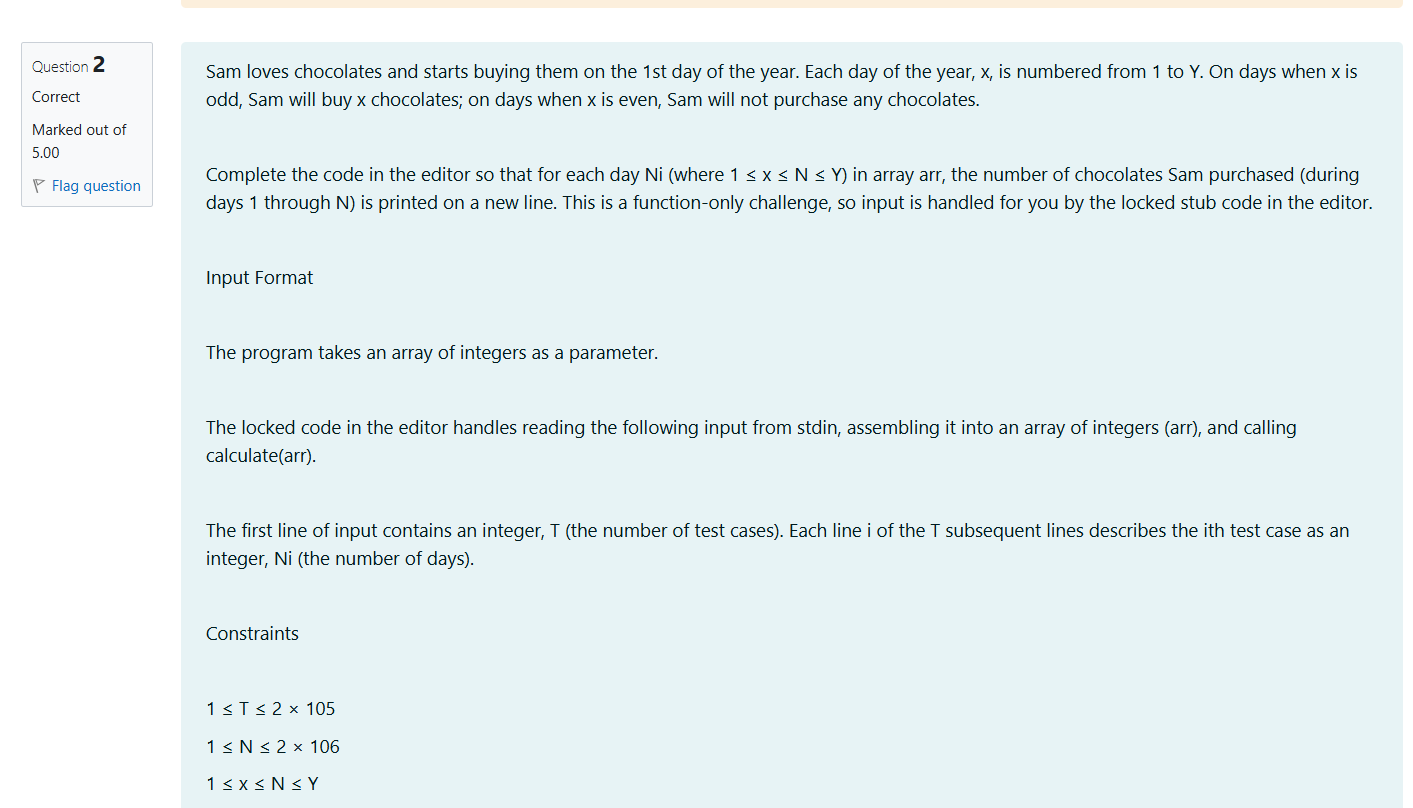 Question 2
Correct
Marked out of
5.00
Flag question
Sam loves chocolates and starts buying them on the 1st day of the year. Each day of the year, x, is numbered from 1 to Y. On days when x is
odd, Sam will buy x chocolates; on days when x is even, Sam will not purchase any chocolates.
Complete the code in the editor so that for each day Ni (where 1 ≤ x ≤ N ≤ Y) in array arr, the number of chocolates Sam purchased (during
days 1 through N) is printed on a new line. This is a function-only challenge, so input is handled for you by the locked stub code in the editor.
Input Format
The program takes an array of integers as a parameter.
The locked code in the editor handles reading the following input from stdin, assembling it into an array of integers (arr), and calling
calculate(arr).
The first line of input contains an integer, T (the number of test cases). Each line i of the T subsequent lines describes the ith test case as an
integer, Ni (the number of days).
Constraints
1 ≤ T ≤ 2 × 105
1 ≤ N ≤ 2 × 106
1 ≤ x ≤ N ≤ Y